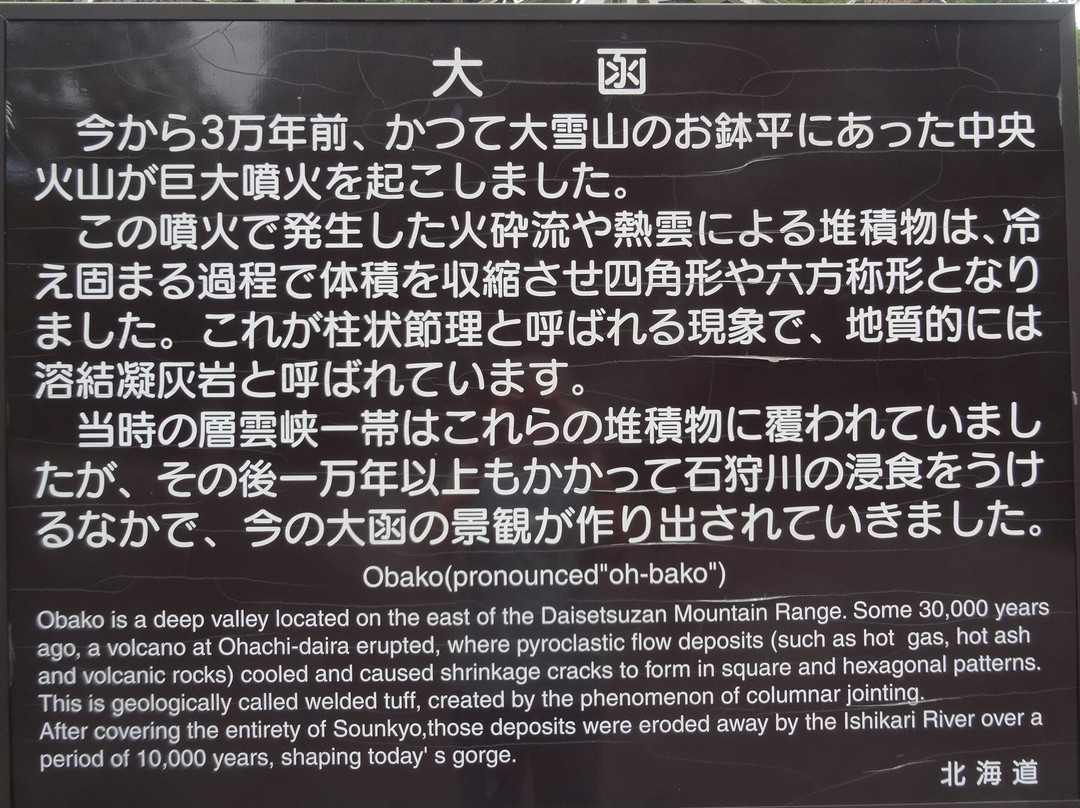 大　函
今から3万年前、かつて大雪山のお鉢平にあった中央
火山が巨大噴火を起こしました。
この噴火で発生した火砕流や熱雲による堆積物は、冷
え固まる過程で体積を収縮させ四角形や六方称形となり
ました。これが柱状節理と呼ばれる現象で、地質的には
溶結凝灰岩と呼ばれています。
当時の層雲峡一帯はこれらの堆積物に覆われていまし
たが、その後一万年以上もかかって石狩川の浸食をうけ
るなかで、今の大函の景観が作り出されていきました。
Obako(pronounced"oh-bako")
Obako is a deep valley located on the east of the Daisetsuzan Mountain Range. Some 30,000 years
ago, a volcano at Ohachi-daira erupted, where pyroclastic flow deposits (such as hot gas, hot ash
and volcanic rocks) cooled and caused shrinkage cracks to form in square and hexagonal patterns.
This is geologically called welded tuff, created by the phenomenon of columnar jointing.
After covering the entirety of Sounkyo,those deposits were eroded away by the Ishikari River over a
period of 10,000 years, shaping today' s gorge.
北海道